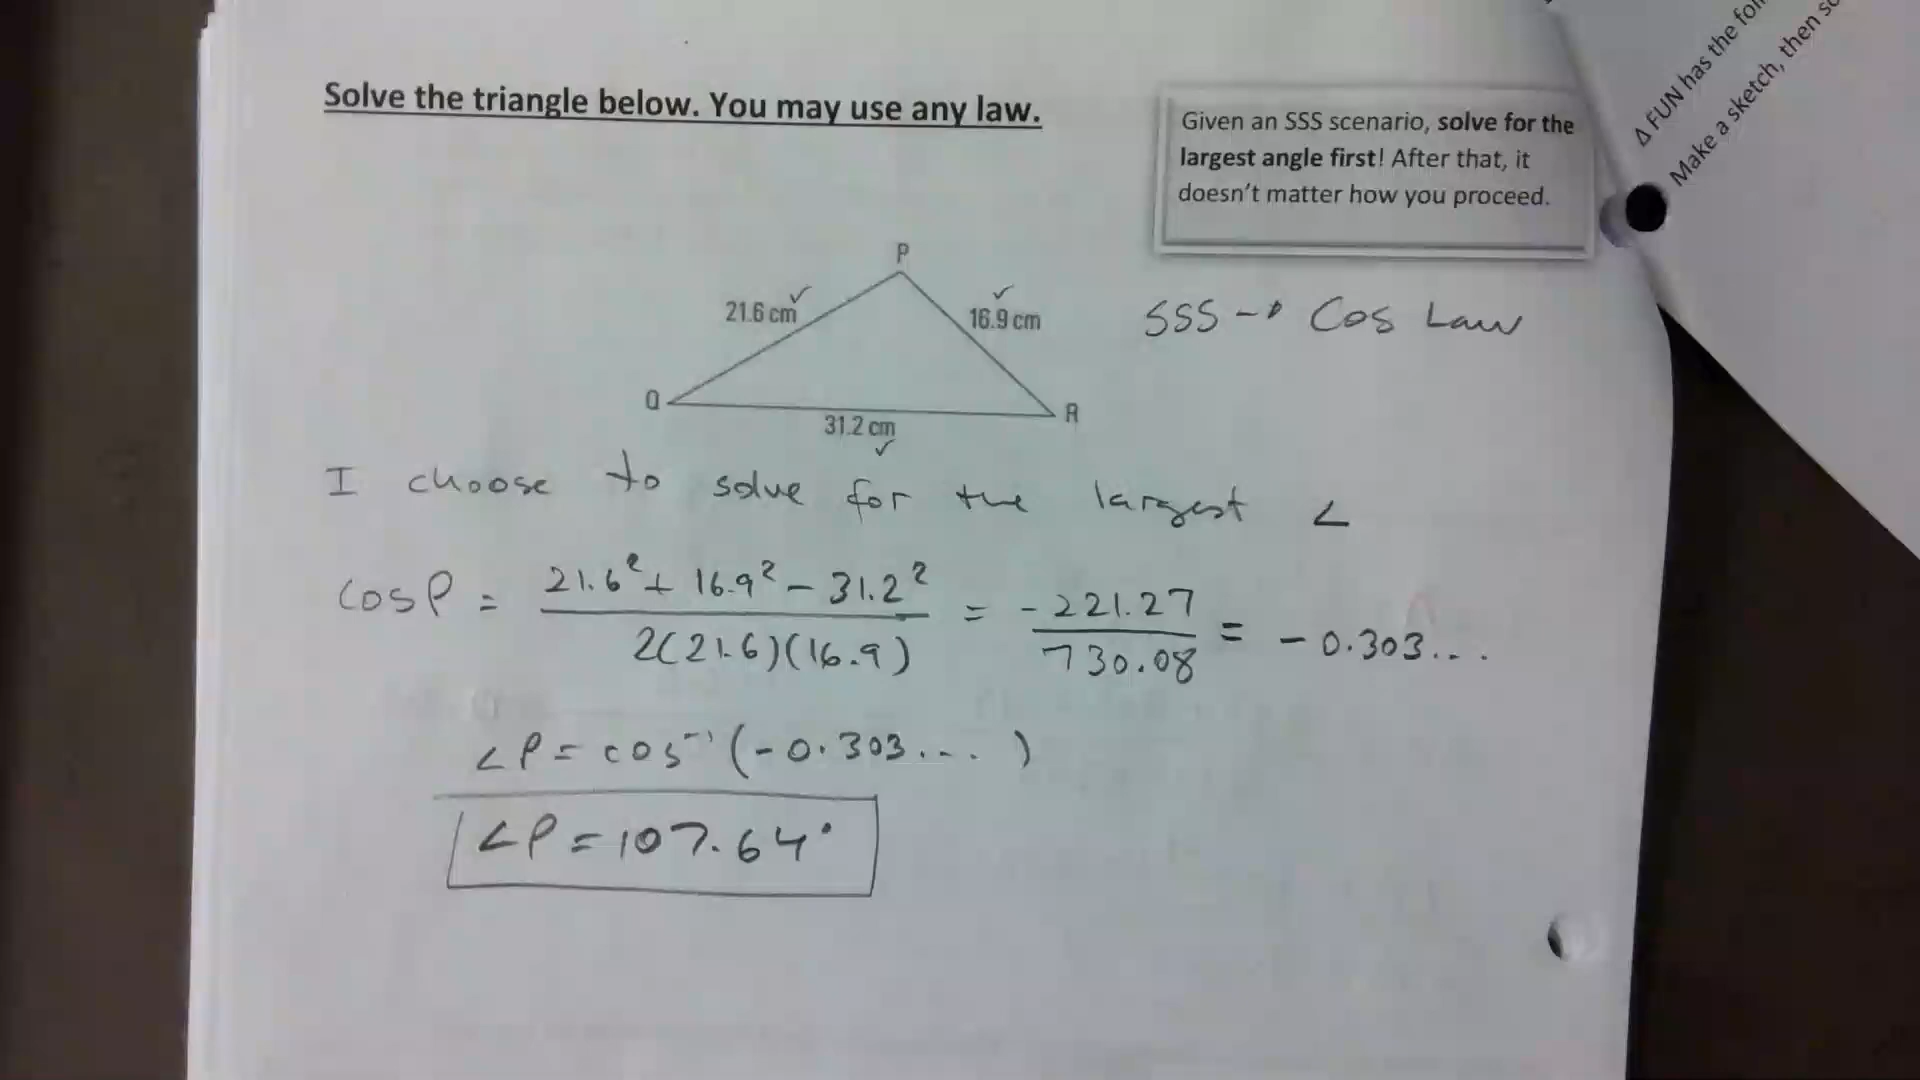 Solve the triangle below. You may use any law.
Given an SSS scenario, solve for the
largest angle first! After that, it
doesn't matter how you proceed.
Δ FUN has the
Make a sketch, then
P
21.6 cm ✓
✓
16.9 cm
Q
R
31.2 cm
✓
SSS → Cos Law
I choose to solve for the largest ∠
cos P = (21.6² + 16.9² - 31.2²) / (2(21.6)(16.9)) = -221.27 / 730.08 = -0.303...
∠P = cos⁻¹(-0.303...)
∠P = 107.64°